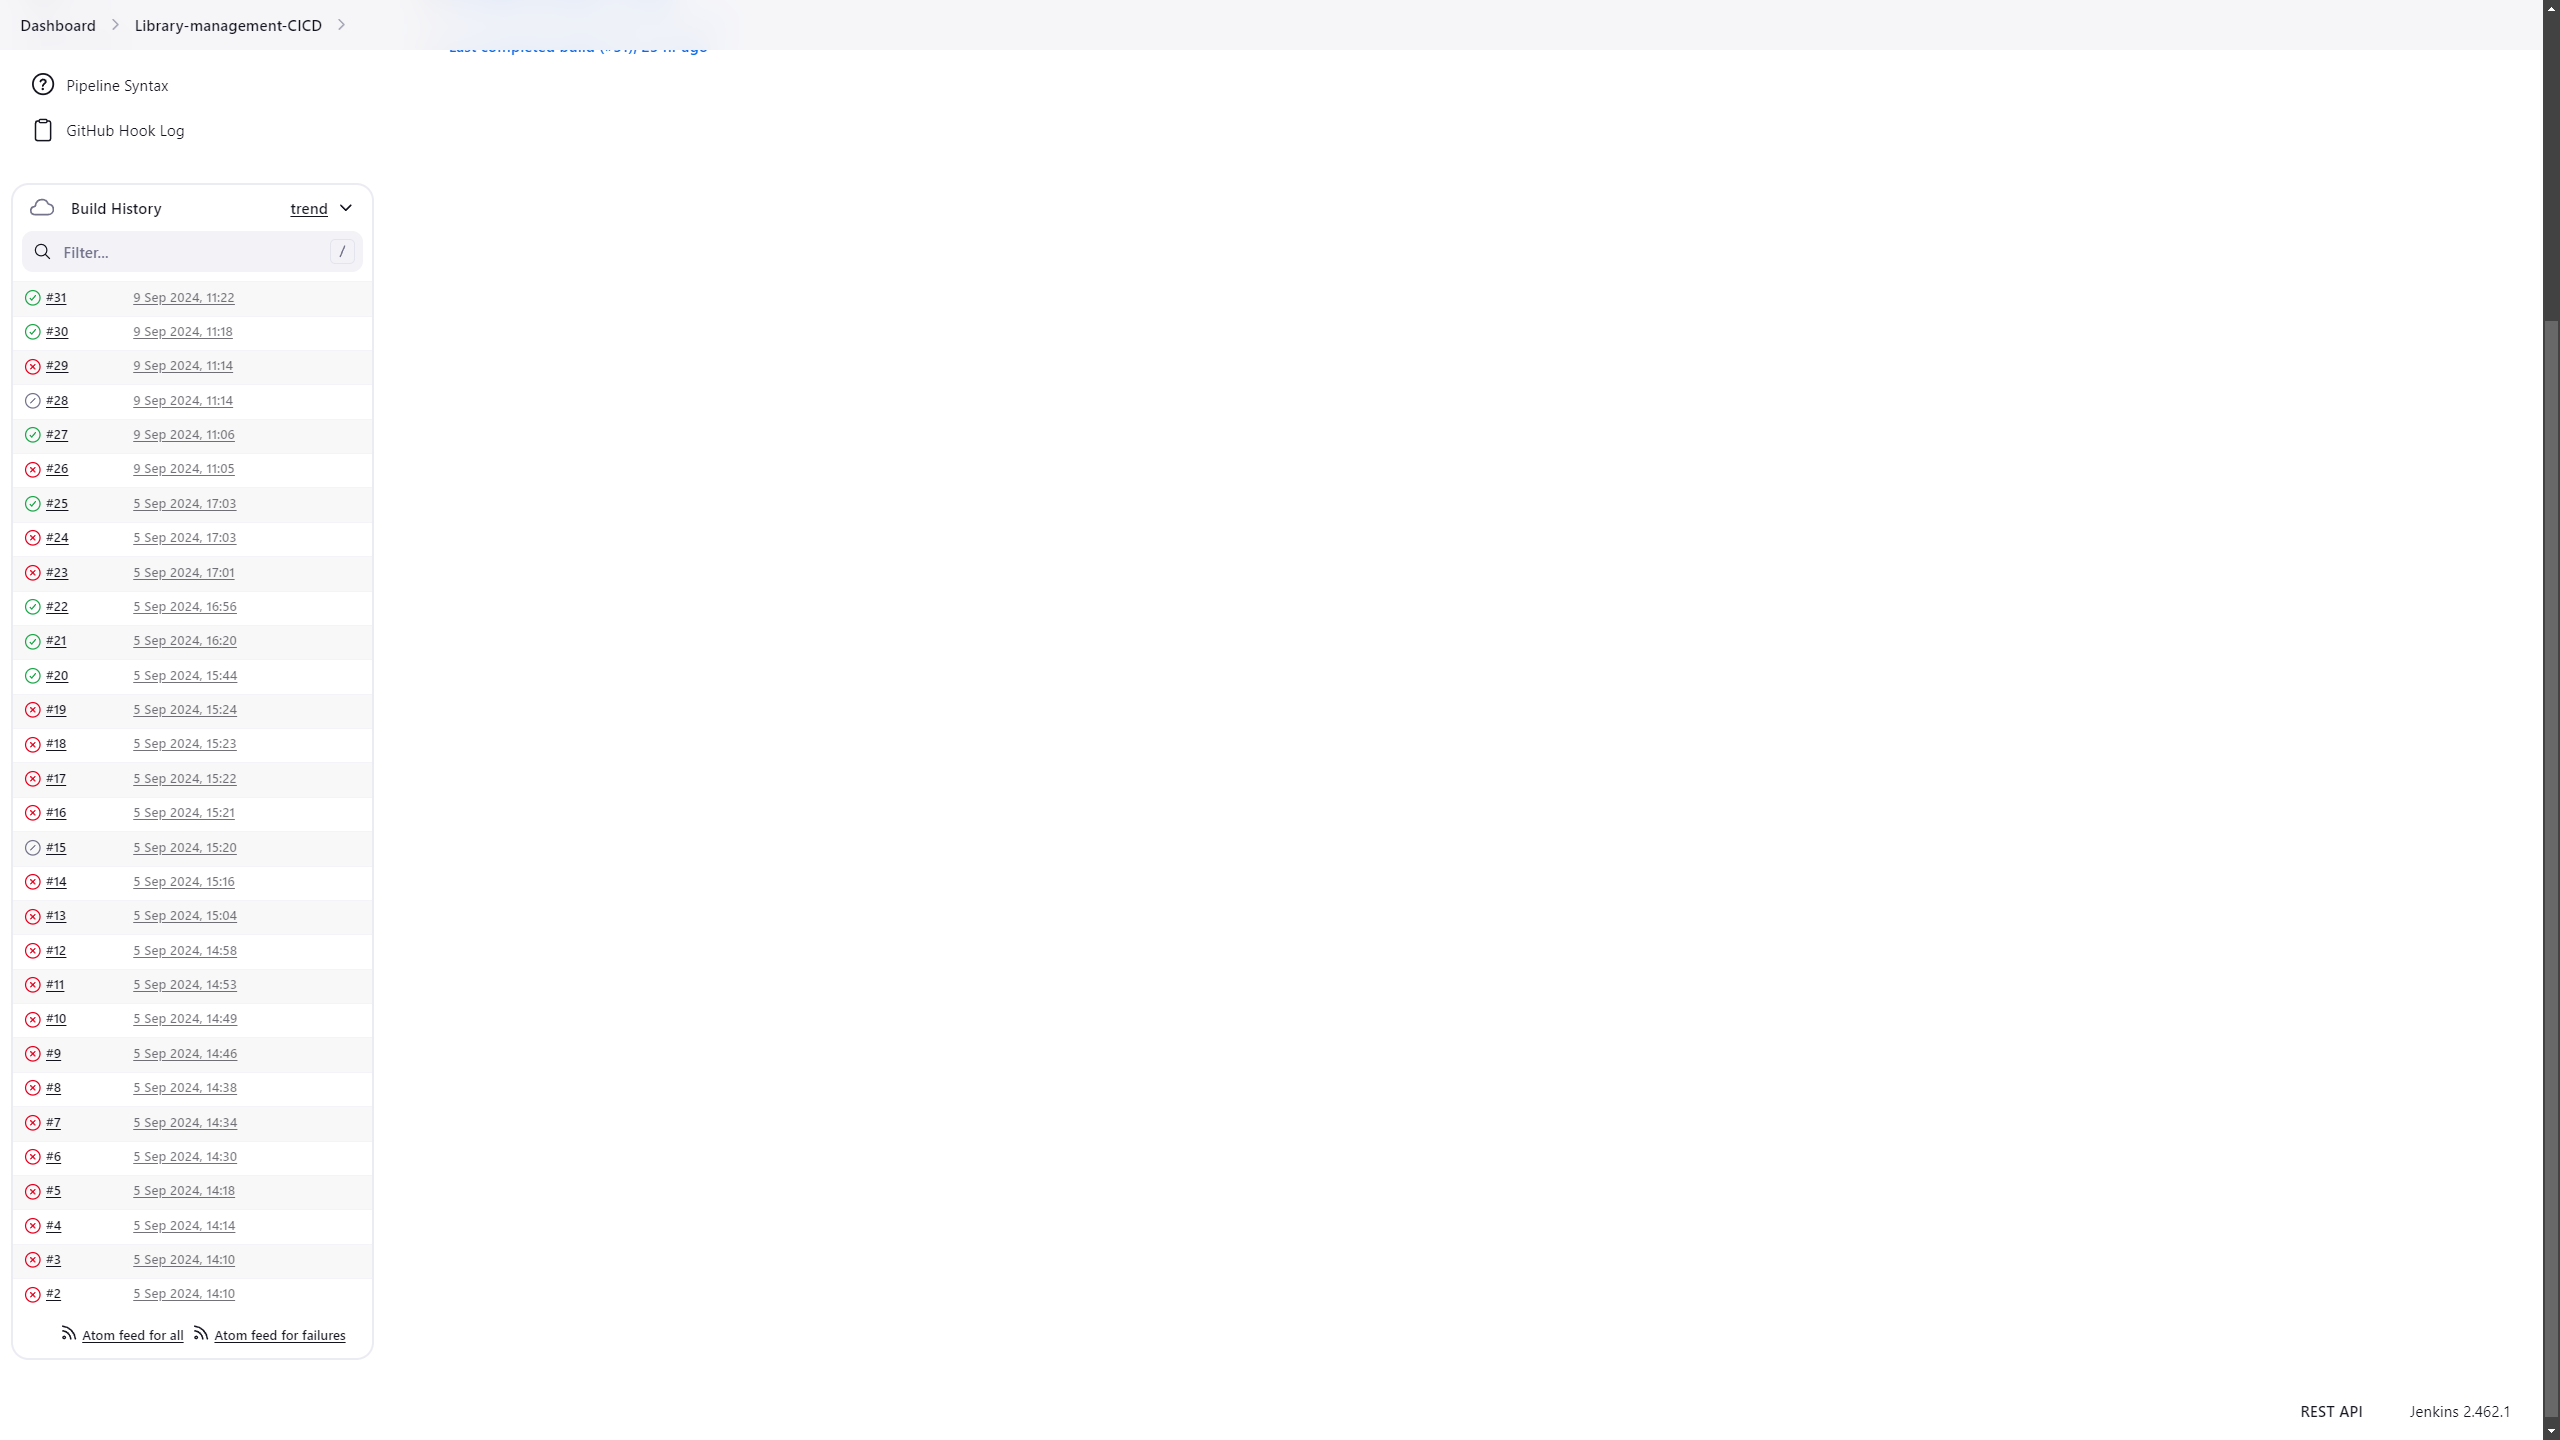 Dashboard
Library-management-CICD
Last completed build (#31), 23 hr ago
Pipeline Syntax
GitHub Hook Log
Build History
trend
Filter...
/
#31 9 Sep 2024, 11:22
#30 9 Sep 2024, 11:18
#29 9 Sep 2024, 11:14
#28 9 Sep 2024, 11:14
#27 9 Sep 2024, 11:06
#26 9 Sep 2024, 11:05
#25 5 Sep 2024, 17:03
#24 5 Sep 2024, 17:03
#23 5 Sep 2024, 17:01
#22 5 Sep 2024, 16:56
#21 5 Sep 2024, 16:20
#20 5 Sep 2024, 15:44
#19 5 Sep 2024, 15:24
#18 5 Sep 2024, 15:23
#17 5 Sep 2024, 15:22
#16 5 Sep 2024, 15:21
#15 5 Sep 2024, 15:20
#14 5 Sep 2024, 15:16
#13 5 Sep 2024, 15:04
#12 5 Sep 2024, 14:58
#11 5 Sep 2024, 14:53
#10 5 Sep 2024, 14:49
#9 5 Sep 2024, 14:46
#8 5 Sep 2024, 14:38
#7 5 Sep 2024, 14:34
#6 5 Sep 2024, 14:30
#5 5 Sep 2024, 14:18
#4 5 Sep 2024, 14:14
#3 5 Sep 2024, 14:10
#2 5 Sep 2024, 14:10
Atom feed for all Atom feed for failures
REST API Jenkins 2.462.1